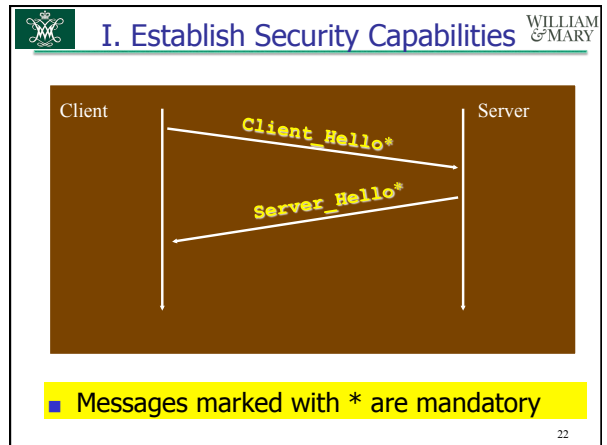 I. Establish Security Capabilities
WILLIAM
& MARY
Client
Server
Client_Hello*
Server_Hello*
Messages marked with * are mandatory
22